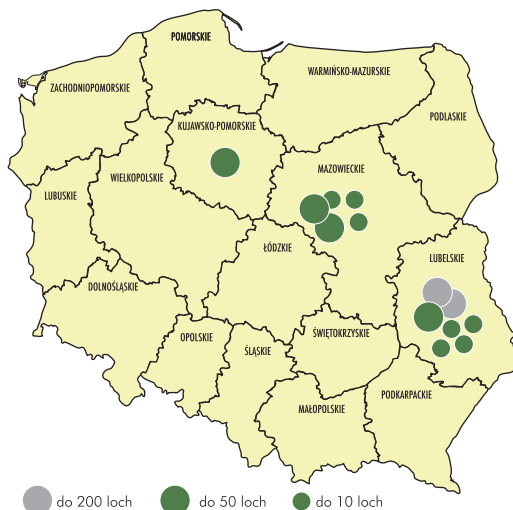 POMORSKIE
WARMIŃSKO-MAZURSKIE
ZACHODNIOPOMORSKIE
PODLASKIE
KUJAWSKO-POMORSKIE
MAZOWIECKIE
WIELKOPOLSKIE
LUBUSKIE
ŁÓDZKIE
LUBELSKIE
DOLNOŚLĄSKIE
OPOLSKIE
ŚWIĘTOKRZYSKIE
ŚLĄSKIE
PODKARPACKIE
MAŁOPOLSKIE
do 200 loch do 50 loch do 10 loch